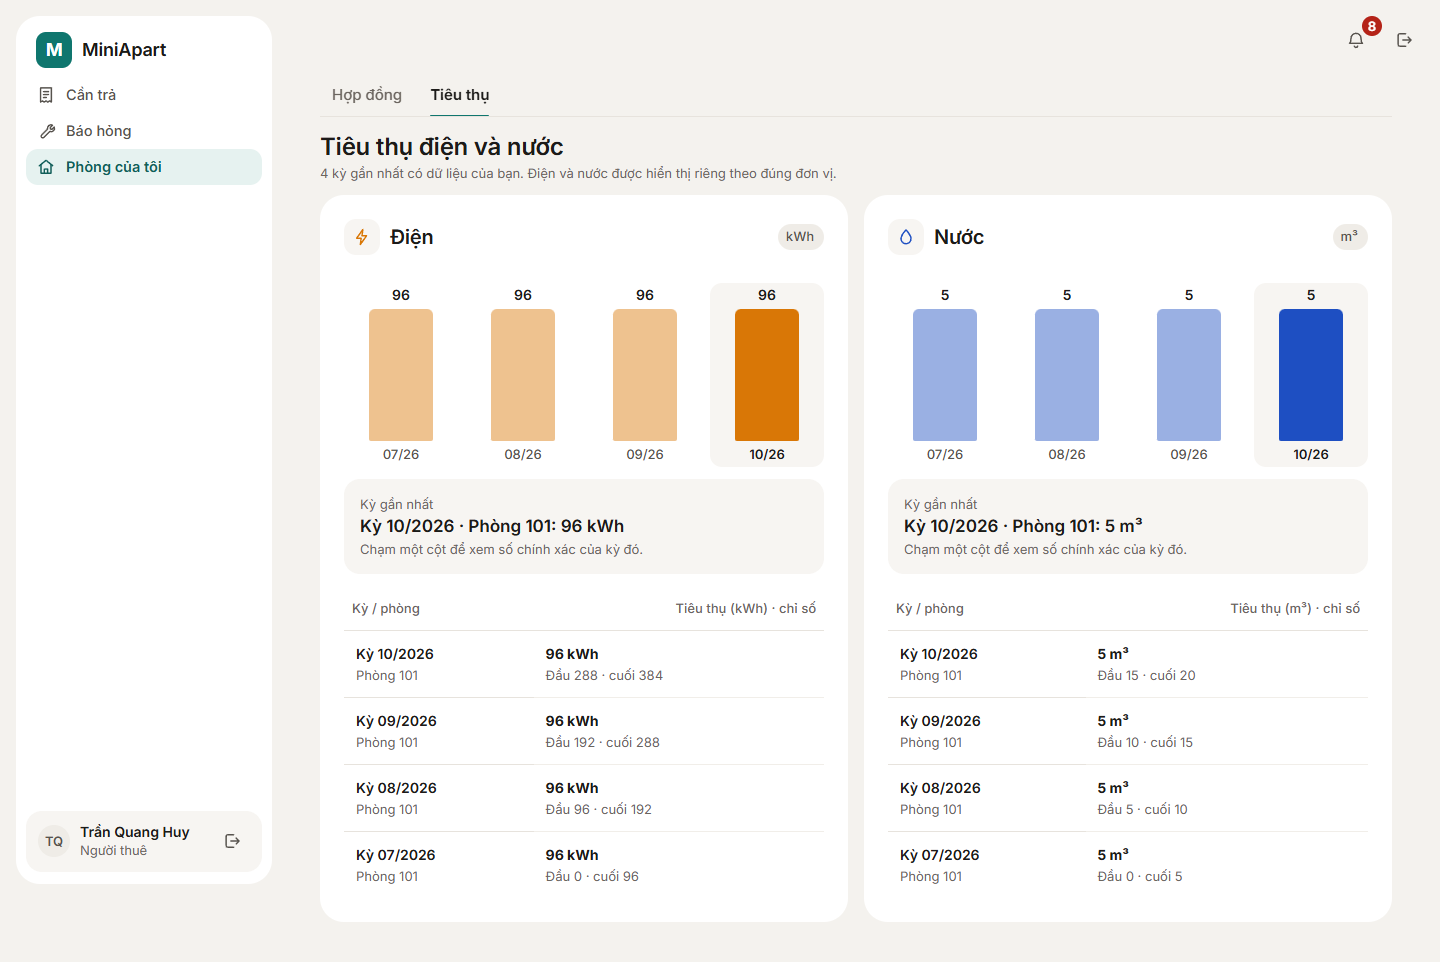 M MiniApart
8
Cần trả
Báo hỏng
Phòng của tôi
Hợp đồng Tiêu thụ
Tiêu thụ điện và nước
4 kỳ gần nhất có dữ liệu của bạn. Điện và nước được hiển thị riêng theo đúng đơn vị.
Điện kWh
96 96 96 96
07/26 08/26 09/26 10/26
Kỳ gần nhất
Kỳ 10/2026 · Phòng 101: 96 kWh
Chạm một cột để xem số chính xác của kỳ đó.
Kỳ / phòng Tiêu thụ (kWh) · chỉ số
Kỳ 10/2026 96 kWh
Phòng 101 Đầu 288 · cuối 384
Kỳ 09/2026 96 kWh
Phòng 101 Đầu 192 · cuối 288
Kỳ 08/2026 96 kWh
Phòng 101 Đầu 96 · cuối 192
Kỳ 07/2026 96 kWh
Phòng 101 Đầu 0 · cuối 96
Nước m³
5 5 5 5
07/26 08/26 09/26 10/26
Kỳ gần nhất
Kỳ 10/2026 · Phòng 101: 5 m³
Chạm một cột để xem số chính xác của kỳ đó.
Kỳ / phòng Tiêu thụ (m³) · chỉ số
Kỳ 10/2026 5 m³
Phòng 101 Đầu 15 · cuối 20
Kỳ 09/2026 5 m³
Phòng 101 Đầu 10 · cuối 15
Kỳ 08/2026 5 m³
Phòng 101 Đầu 5 · cuối 10
Kỳ 07/2026 5 m³
Phòng 101 Đầu 0 · cuối 5
TQ Trần Quang Huy
Người thuê